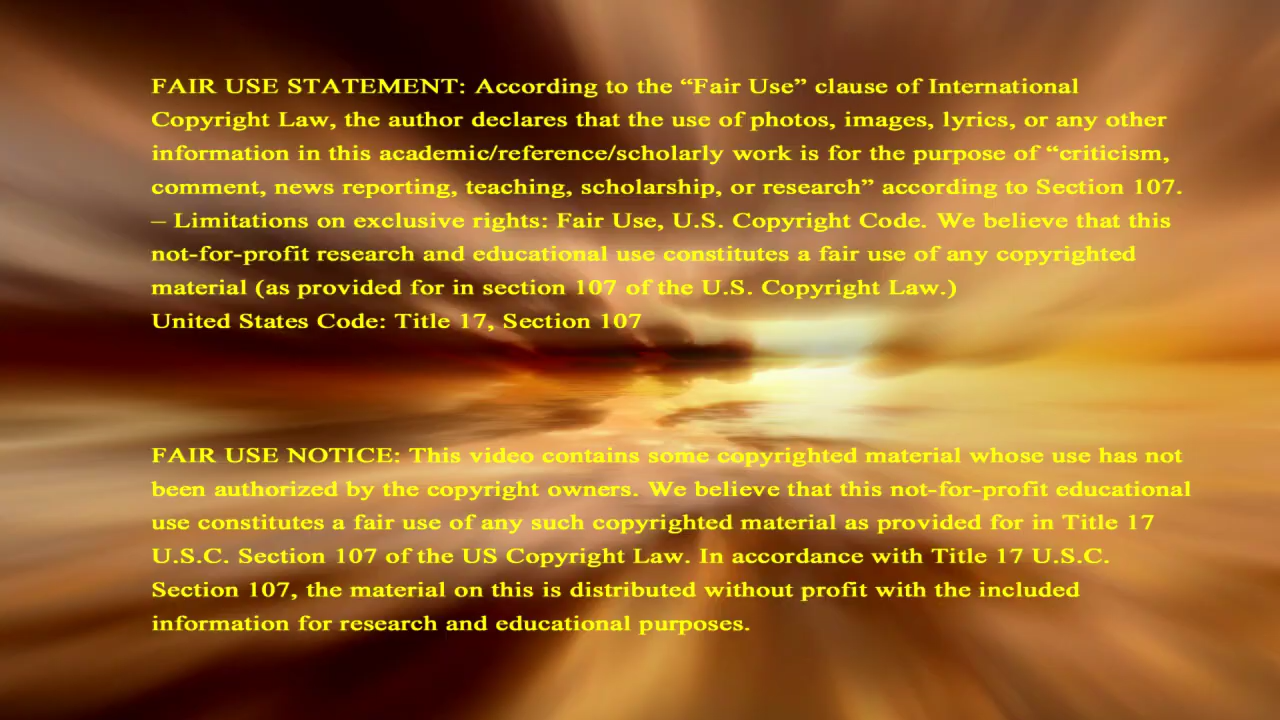 FAIR USE STATEMENT: According to the “Fair Use” clause of International
Copyright Law, the author declares that the use of photos, images, lyrics, or any other
information in this academic/reference/scholarly work is for the purpose of “criticism,
comment, news reporting, teaching, scholarship, or research” according to Section 107.
– Limitations on exclusive rights: Fair Use, U.S. Copyright Code. We believe that this
not-for-profit research and educational use constitutes a fair use of any copyrighted
material (as provided for in section 107 of the U.S. Copyright Law.)
United States Code: Title 17, Section 107
FAIR USE NOTICE: This video contains some copyrighted material whose use has not
been authorized by the copyright owners. We believe that this not-for-profit educational
use constitutes a fair use of any such copyrighted material as provided for in Title 17
U.S.C. Section 107 of the US Copyright Law. In accordance with Title 17 U.S.C.
Section 107, the material on this is distributed without profit with the included
information for research and educational purposes.